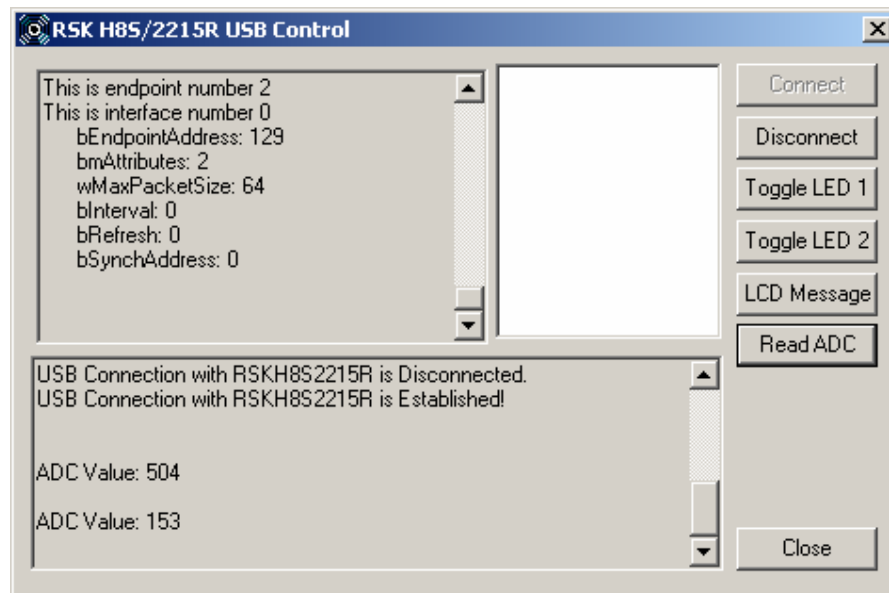 RSK H8S/2215R USB Control
This is endpoint number 2
This is interface number 0
bEndpointAddress: 129
bmAttributes: 2
wMaxPacketSize: 64
bInterval: 0
bRefresh: 0
bSynchAddress: 0
Connect
Disconnect
Toggle LED 1
Toggle LED 2
LCD Message
Read ADC
USB Connection with RSKH8S2215R is Disconnected.
USB Connection with RSKH8S2215R is Established!
ADC Value: 504
ADC Value: 153
Close